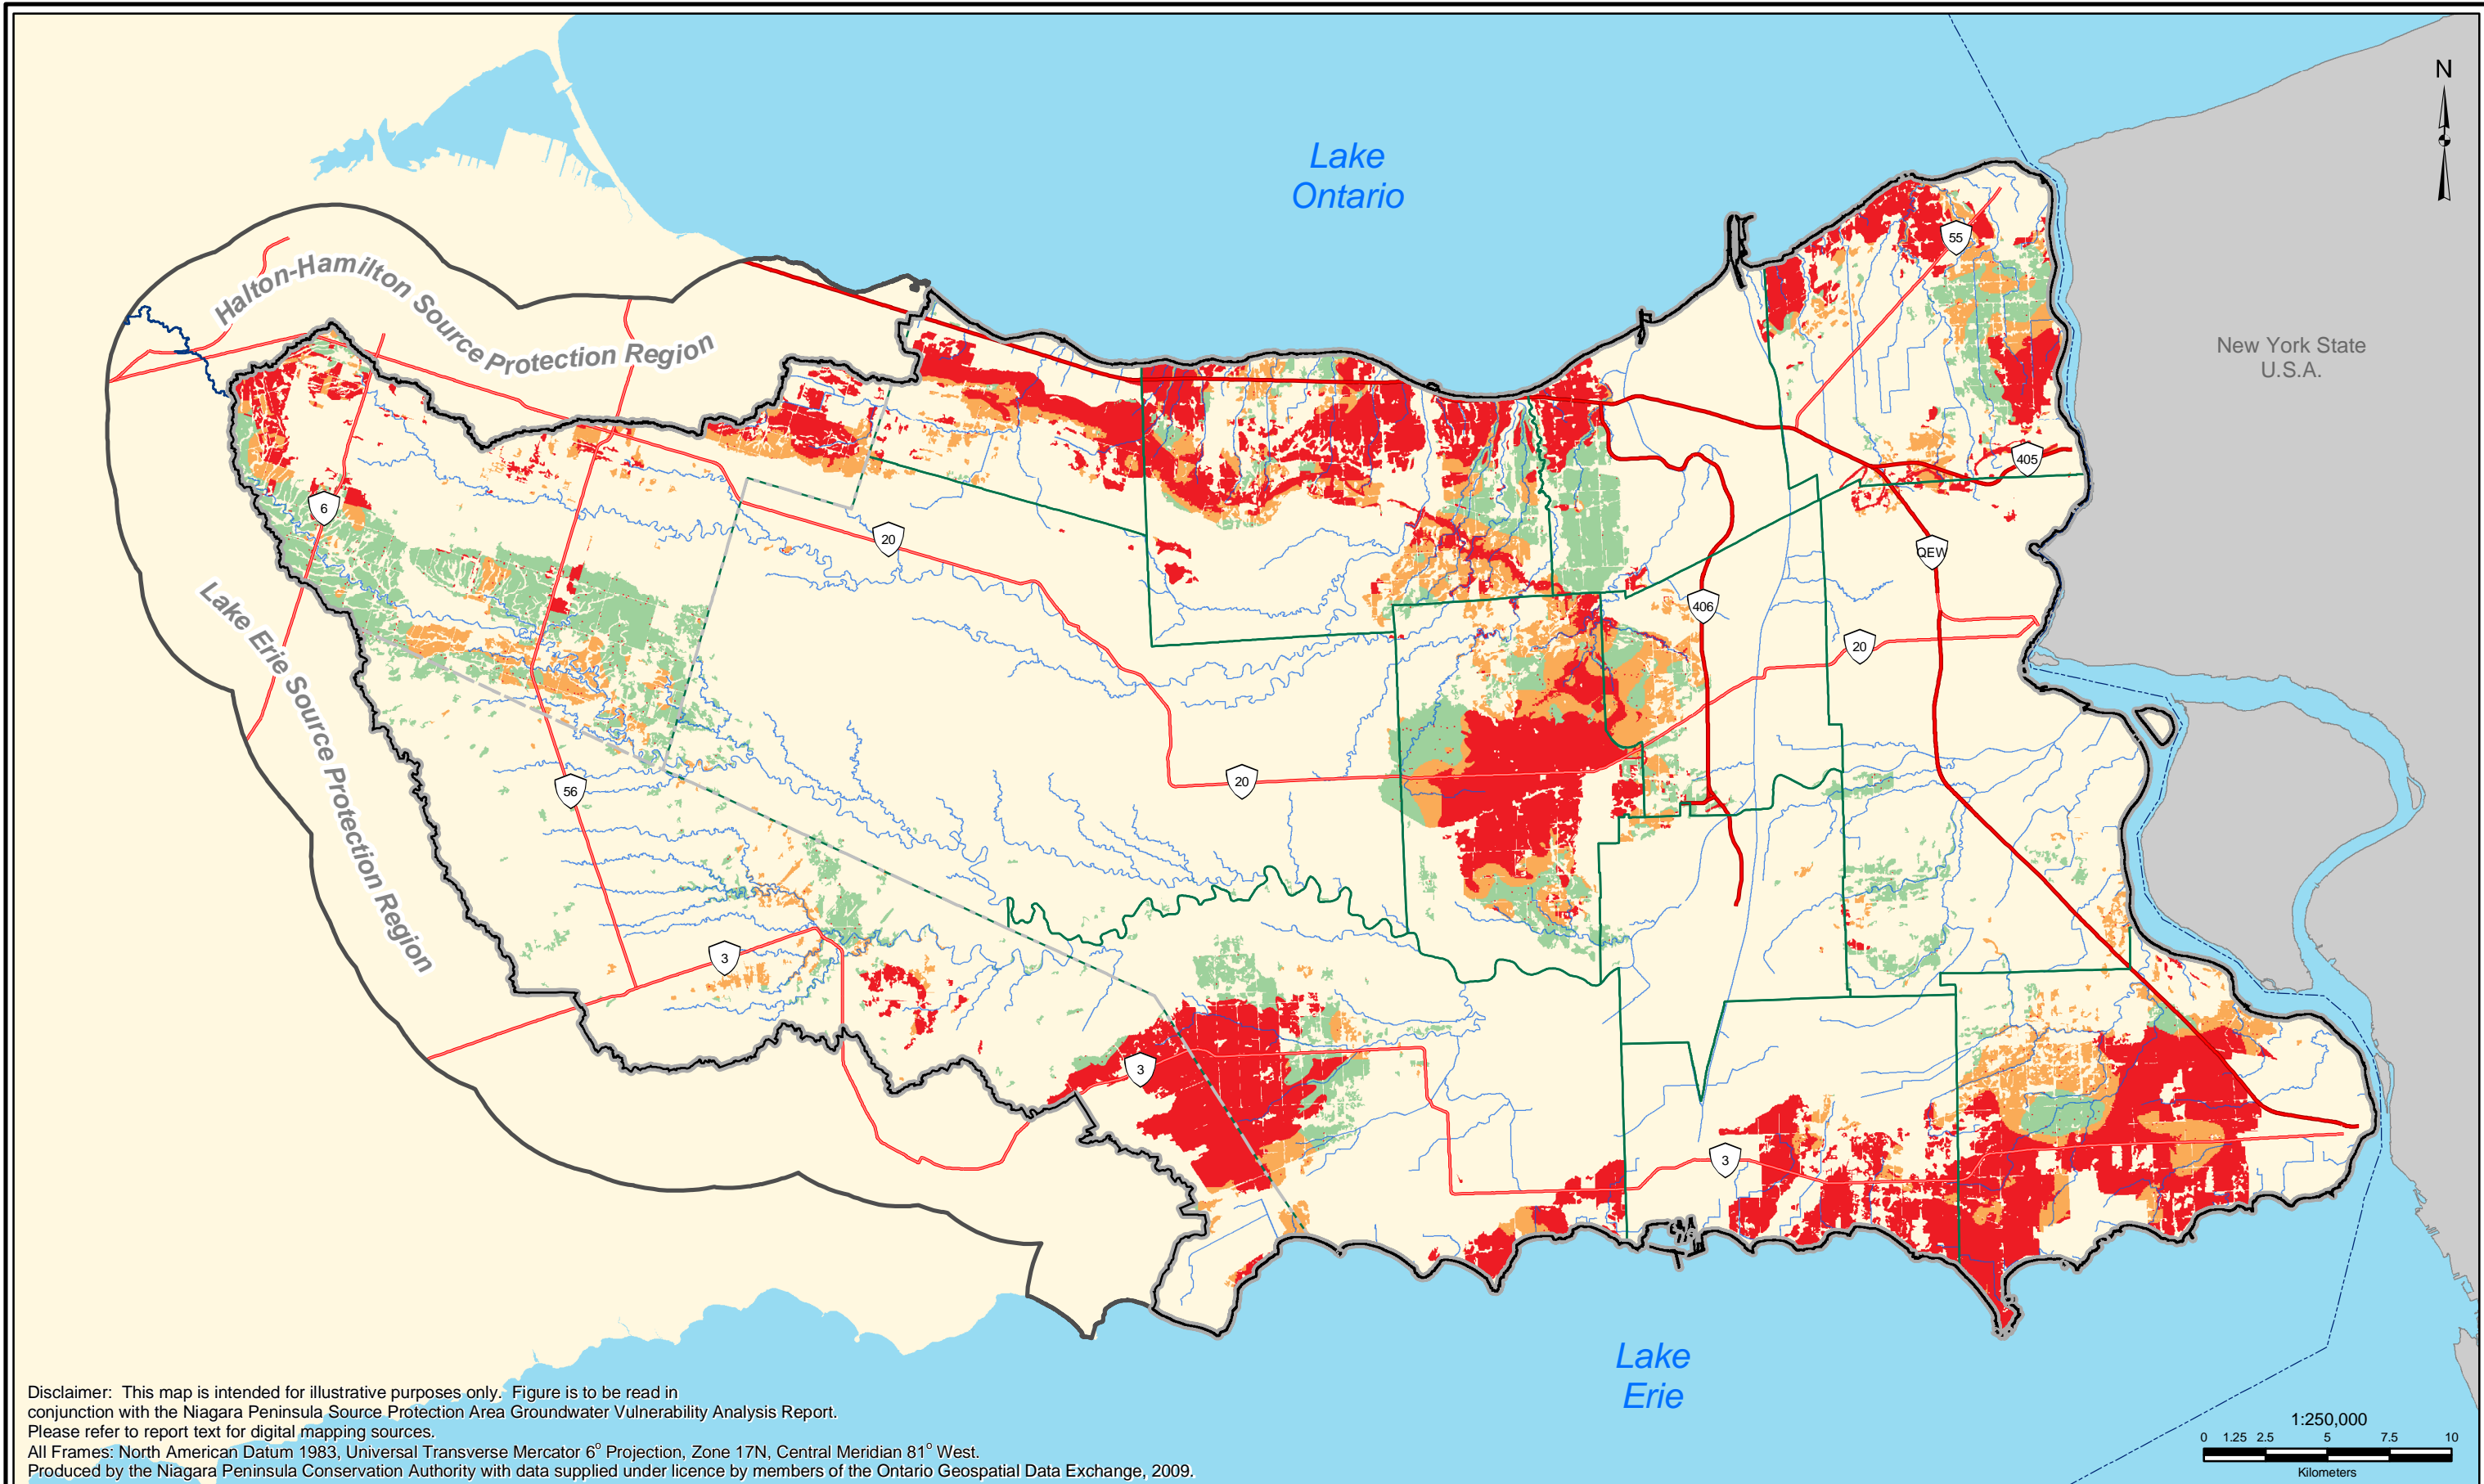 N
Lake
Ontario
55
New York State
U.S.A.
Halton-Hamilton Source Protection Region
405
6
20
QEW
406
20
Lake Erie Source Protection Region
20
56
3
3
3
Lake
Erie
Disclaimer: This map is intended for illustrative purposes only. Figure is to be read in
conjunction with the Niagara Peninsula Source Protection Area Groundwater Vulnerability Analysis Report.
Please refer to report text for digital mapping sources.
All Frames: North American Datum 1983, Universal Transverse Mercator 6° Projection, Zone 17N, Central Meridian 81° West.
Produced by the Niagara Peninsula Conservation Authority with data supplied under licence by members of the Ontario Geospatial Data Exchange, 2009.
1:250,000
0 1.25 2.5 5 7.5 10
Kilometers